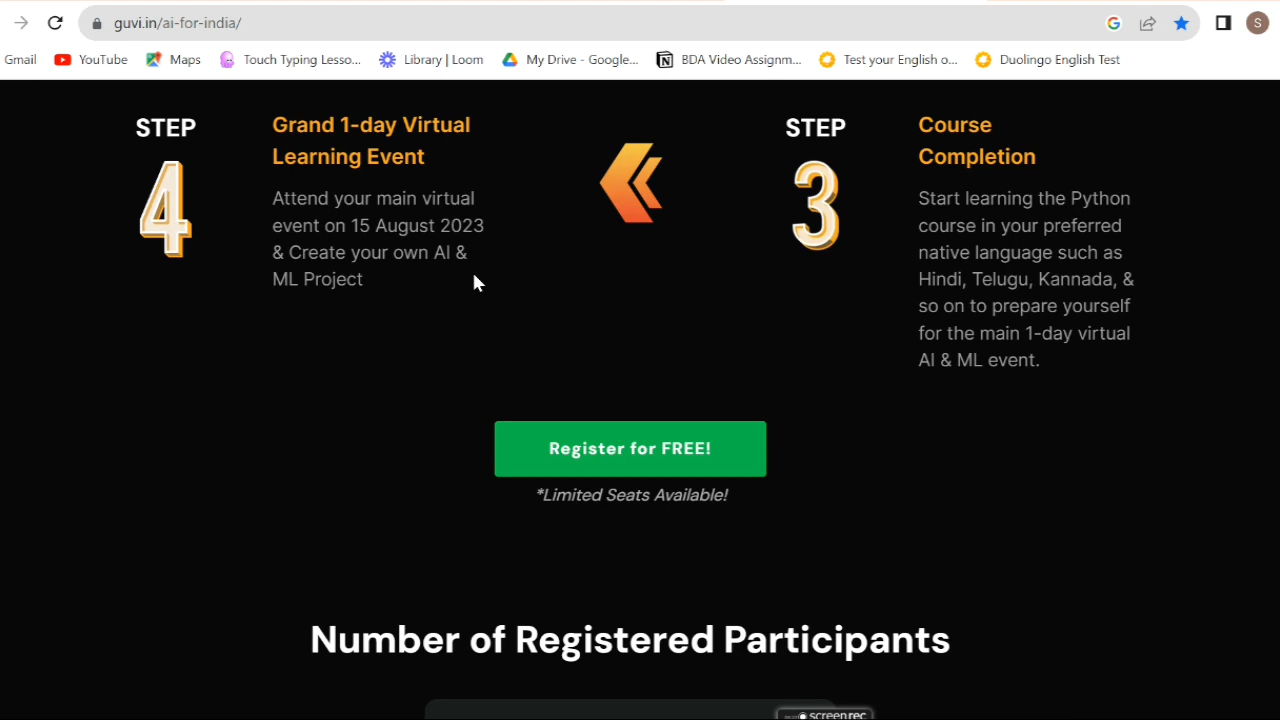 guvi.in/ai-for-india/
S
Gmail YouTube Maps Touch Typing Lesso... Library | Loom My Drive - Google... BDA Video Assignm... Test your English o... Duolingo English Test
STEP
4
Grand 1-day Virtual
Learning Event
Attend your main virtual
event on 15 August 2023
& Create your own AI &
ML Project
STEP
3
Course
Completion
Start learning the Python
course in your preferred
native language such as
Hindi, Telugu, Kannada, &
so on to prepare yourself
for the main 1-day virtual
AI & ML event.
Register for FREE!
*Limited Seats Available!
Number of Registered Participants
screenrec